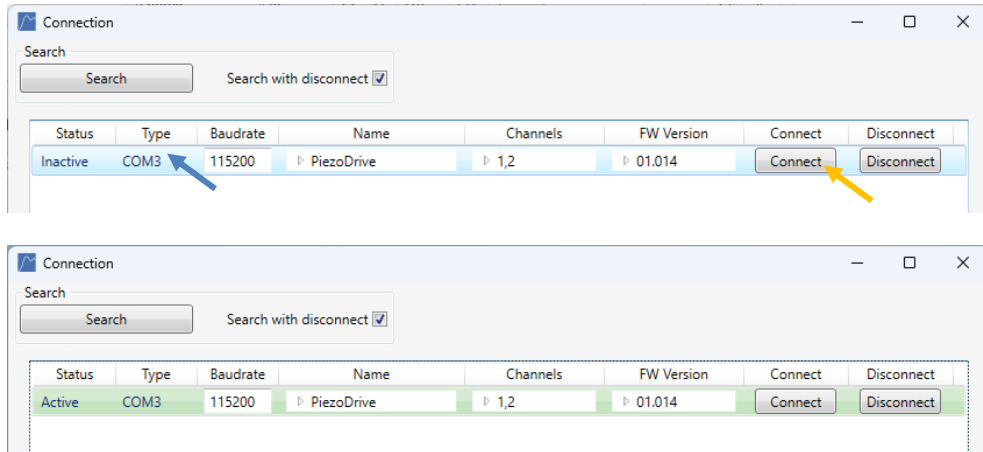 Connection
Search
Search Search with disconnect
Status Type Baudrate Name Channels FW Version Connect Disconnect
Inactive COM3 115200 PiezoDrive 1,2 01.014 Connect Disconnect
Connection
Search
Search Search with disconnect
Status Type Baudrate Name Channels FW Version Connect Disconnect
Active COM3 115200 PiezoDrive 1,2 01.014 Connect Disconnect